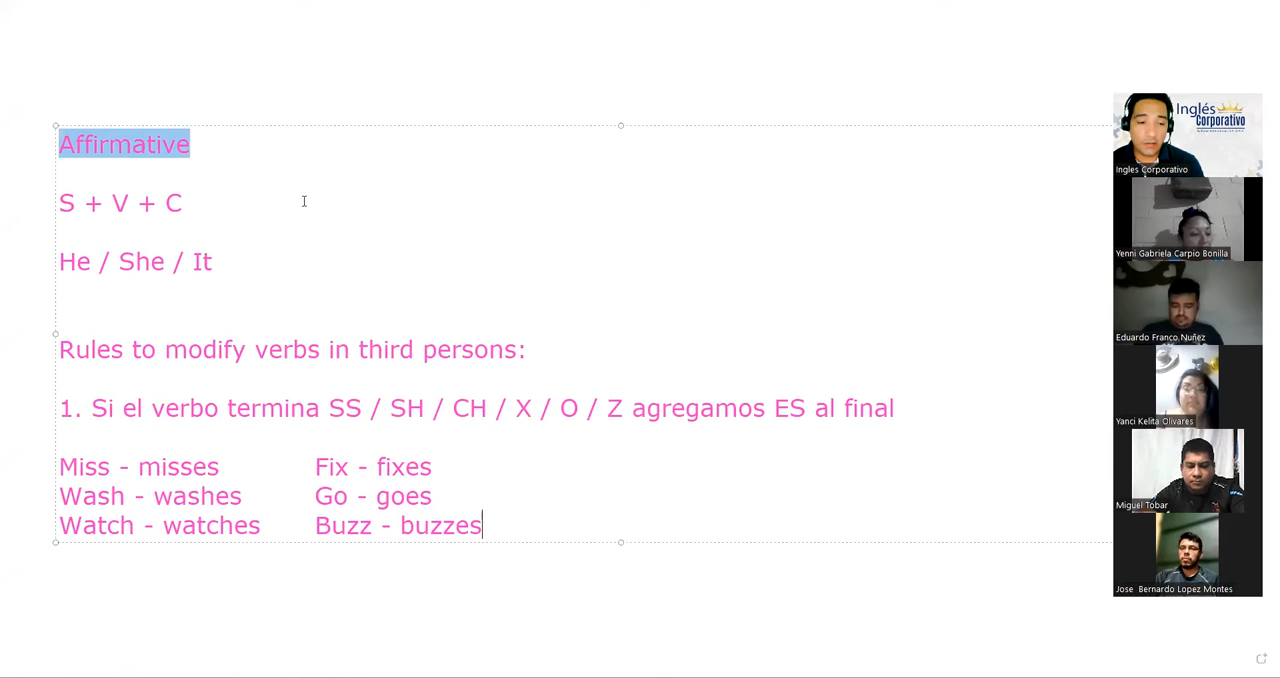 Affirmative
S + V + C
He / She / It
Rules to modify verbs in third persons:
1. Si el verbo termina SS / SH / CH / X / O / Z agregamos ES al final
Miss - misses Fix - fixes
Wash - washes Go - goes
Watch - watches Buzz - buzzes
Inglés
Corporativo
Ingles Corporativo
Yenni Gabriela Carpio Bonilla
Eduardo Franco Nuñez
Yanci Kelita Olivares
Miguel Tobar
Jose Bernardo Lopez Montes